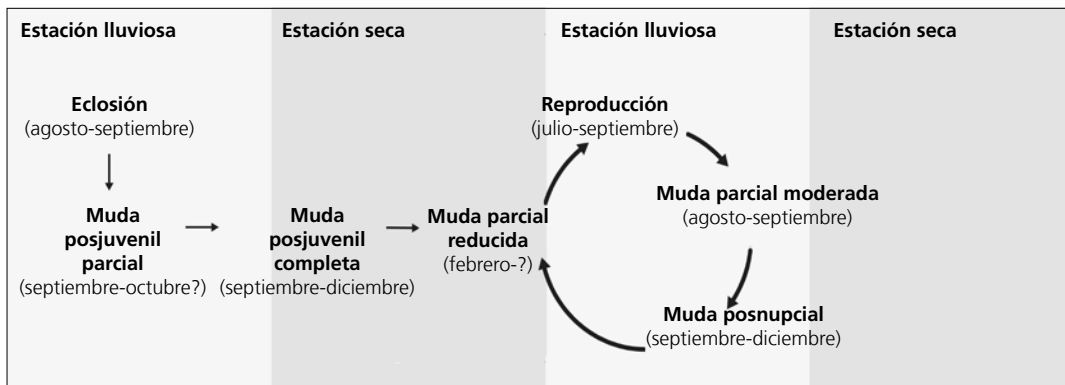 Estación lluviosa
Estación seca
Estación lluviosa
Estación seca
Eclosión
(agosto-septiembre)
Muda
posjuvenil
parcial
(septiembre-octubre?)
Muda
posjuvenil
completa
(septiembre-diciembre)
Muda parcial
reducida
(febrero-?)
Reproducción
(julio-septiembre)
Muda parcial moderada
(agosto-septiembre)
Muda posnupcial
(septiembre-diciembre)